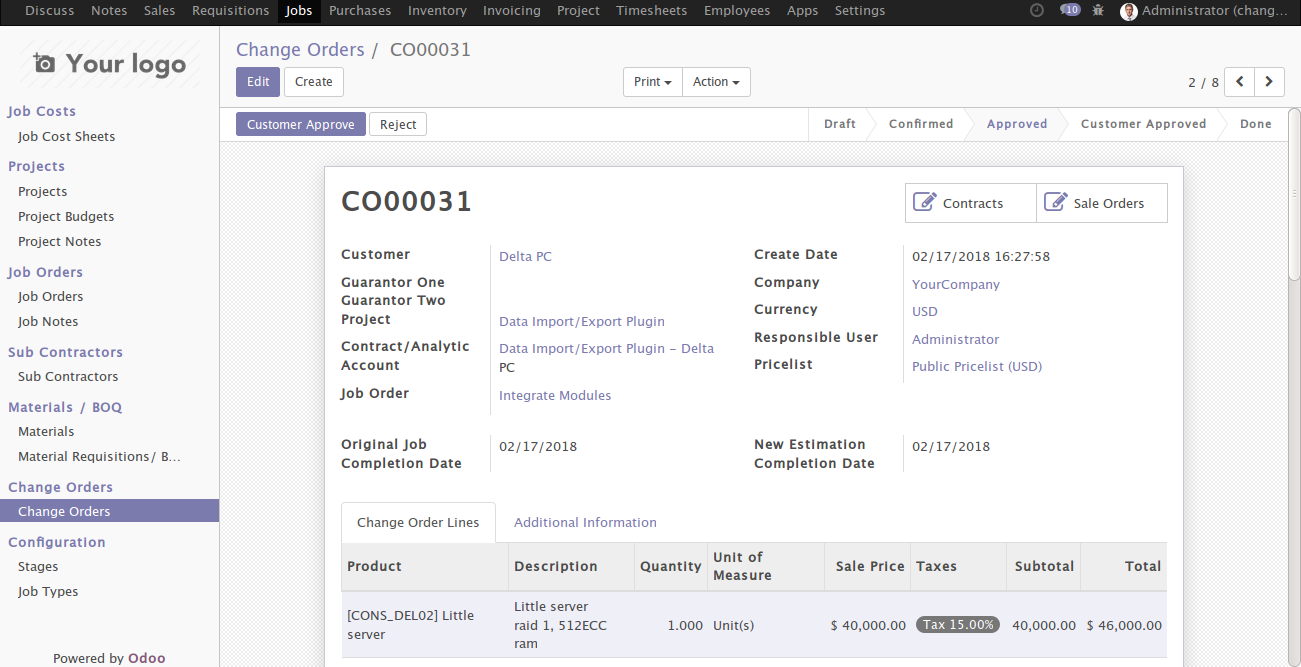 Discuss Notes Sales Requisitions Jobs Purchases Inventory Invoicing Project Timesheets Employees Apps Settings 10 Administrator (chang...
Your logo
Job Costs
Job Cost Sheets
Projects
Projects
Project Budgets
Project Notes
Job Orders
Job Orders
Job Notes
Sub Contractors
Sub Contractors
Materials / BOQ
Materials
Material Requisitions/ B...
Change Orders
Change Orders
Configuration
Stages
Job Types
Powered by Odoo
Change Orders / CO00031
Edit Create Print Action 2 / 8
Customer Approve Reject Draft Confirmed Approved Customer Approved Done
CO00031
Contracts Sale Orders
Customer Delta PC
Guarantor One
Guarantor Two
Project Data Import/Export Plugin
Contract/Analytic Data Import/Export Plugin – Delta
Account PC
Job Order Integrate Modules
Create Date 02/17/2018 16:27:58
Company YourCompany
Currency USD
Responsible User Administrator
Pricelist Public Pricelist (USD)
Original Job 02/17/2018
Completion Date
New Estimation 02/17/2018
Completion Date
Change Order Lines Additional Information
Product Description Quantity Unit of Sale Price Taxes Subtotal Total
Measure
[CONS_DEL02] Little
server
Little server
raid 1, 512ECC
ram
1.000 Unit(s) $ 40,000.00 Tax 15.00% 40,000.00 $ 46,000.00